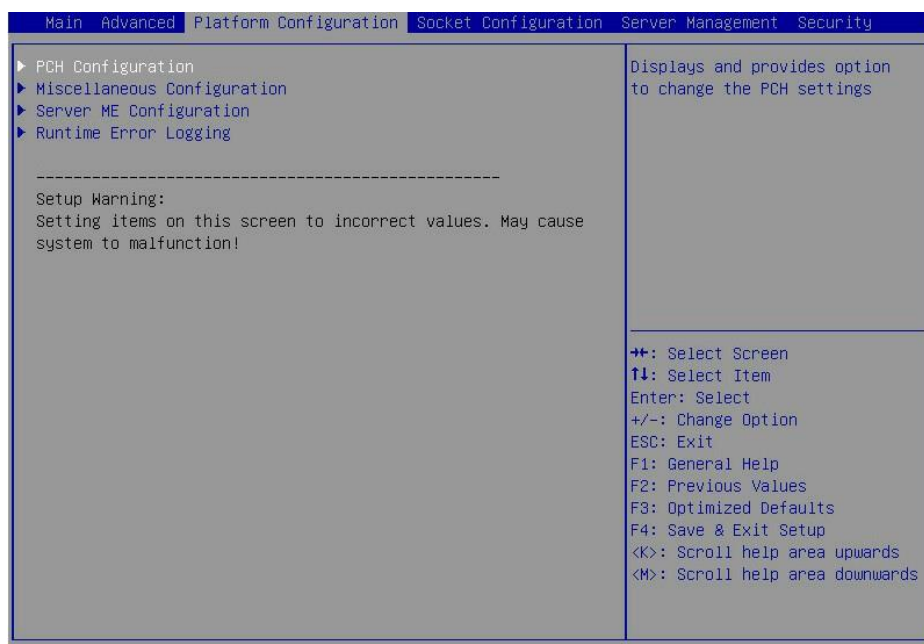 Main Advanced Platform Configuration Socket Configuration Server Management Security
PCH Configuration
Miscellaneous Configuration
Server ME Configuration
Runtime Error Logging
--------------------------------------------------
Setup Warning:
Setting items on this screen to incorrect values. May cause
system to malfunction!
Displays and provides option
to change the PCH settings
→←: Select Screen
↑↓: Select Item
Enter: Select
+/-: Change Option
ESC: Exit
F1: General Help
F2: Previous Values
F3: Optimized Defaults
F4: Save & Exit Setup
<K>: Scroll help area upwards
<M>: Scroll help area downwards